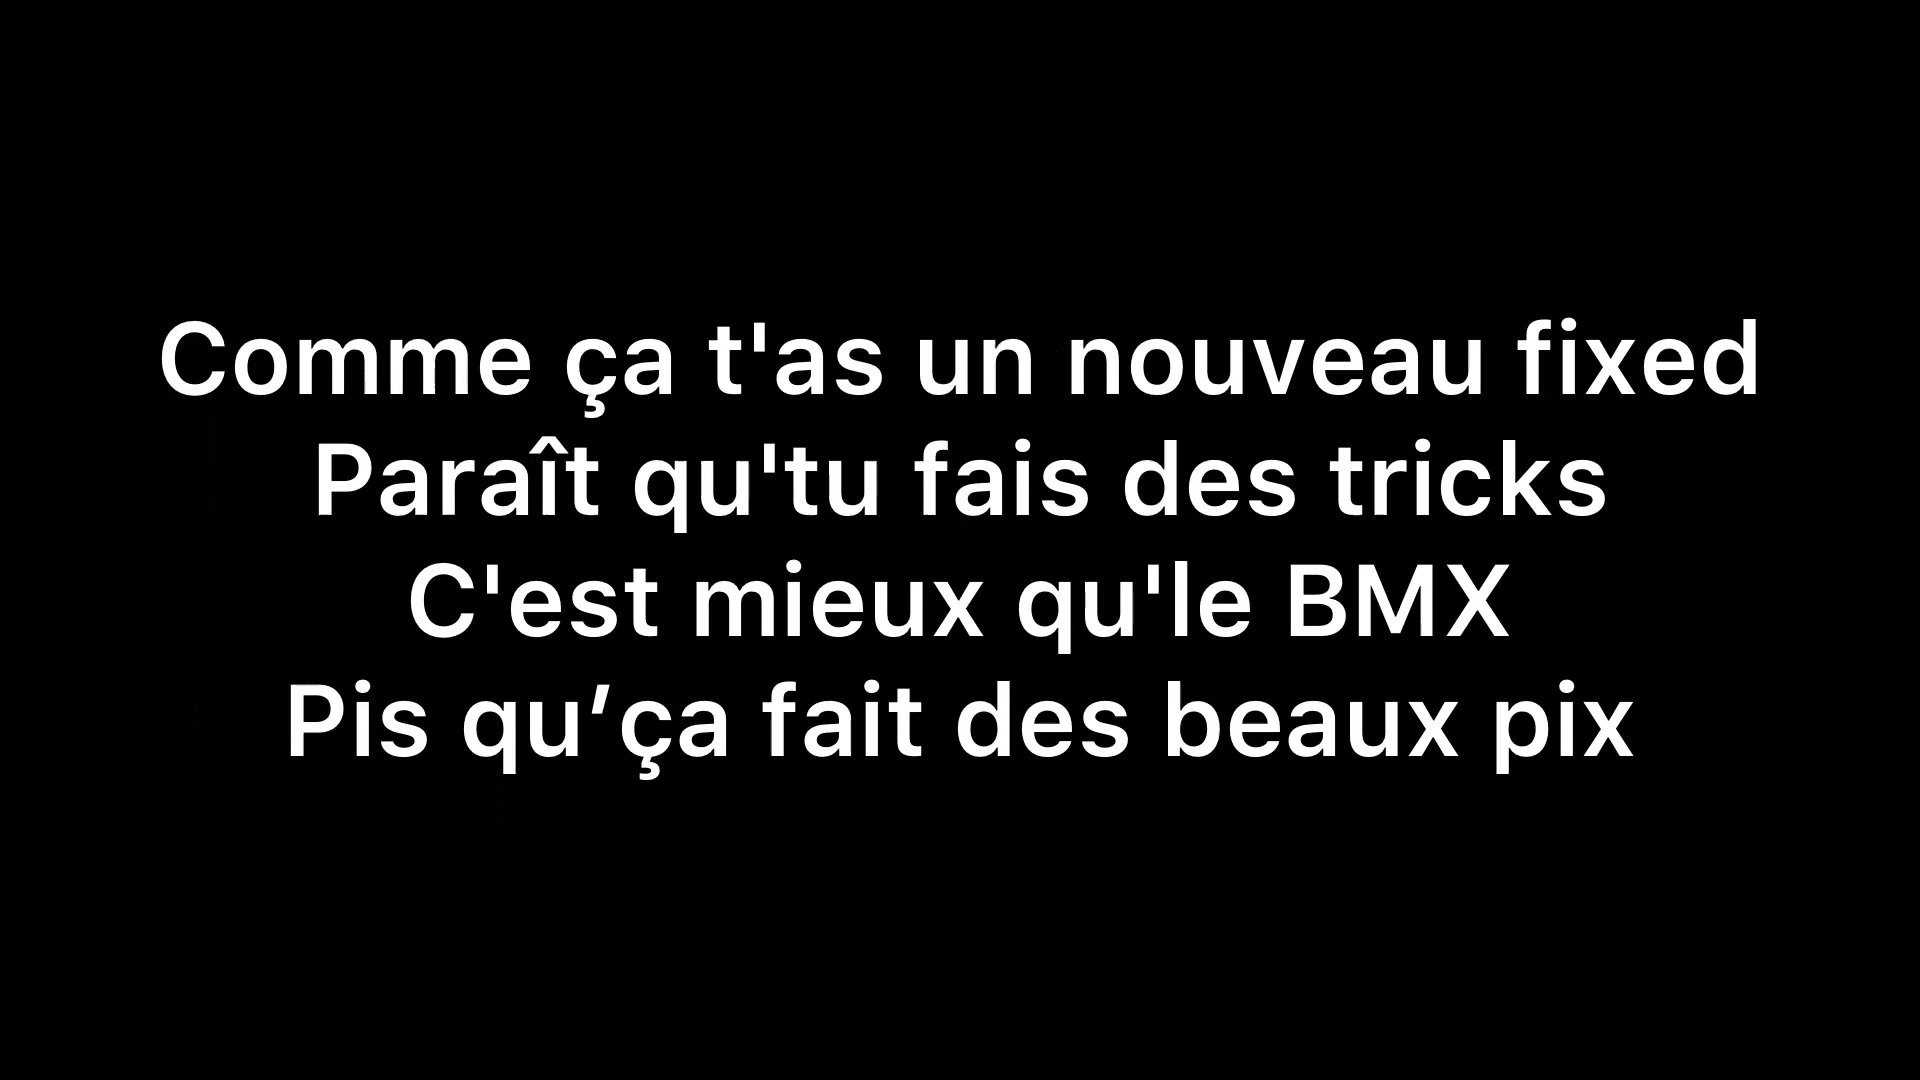 Comme ça t'as un nouveau fixed
Paraît qu'tu fais des tricks
C'est mieux qu'le BMX
Pis qu’ça fait des beaux pix